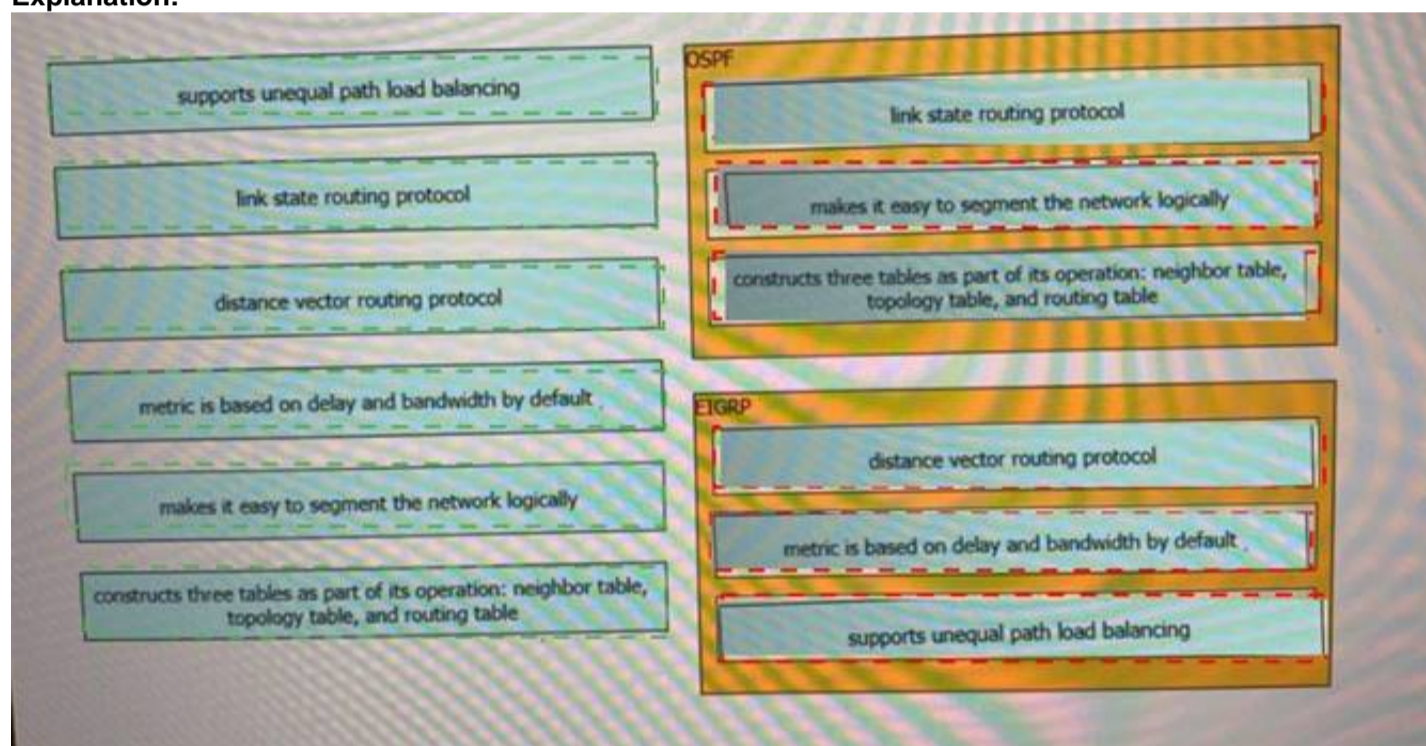 Explanation:
supports unequal path load balancing
link state routing protocol
distance vector routing protocol
metric is based on delay and bandwidth by default
makes it easy to segment the network logically
constructs three tables as part of its operation: neighbor table,
topology table, and routing table
OSPF
link state routing protocol
makes it easy to segment the network logically
constructs three tables as part of its operation: neighbor table,
topology table, and routing table
EIGRP
distance vector routing protocol
metric is based on delay and bandwidth by default
supports unequal path load balancing